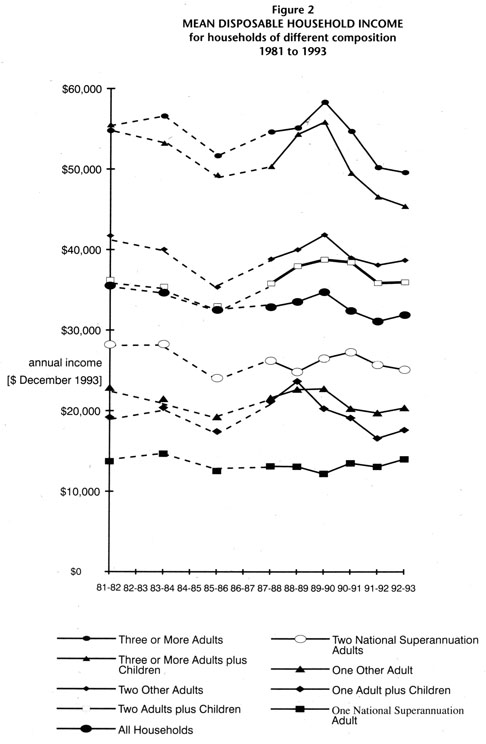 Figure 2
MEAN DISPOSABLE HOUSEHOLD INCOME
for households of different composition
1981 to 1993
$60,000
$50,000
$40,000
$30,000
annual income
[$ December 1993]
$20,000
$10,000
$0
81-82 82-83 83-84 84-85 85-86 86-87 87-88 88-89 89-90 90-91 91-92 92-93
Three or More Adults
Three or More Adults plus
Children
Two Other Adults
Two Adults plus Children
All Households
Two National Superannuation
Adults
One Other Adult
One Adult plus Children
One National Superannuation
Adult